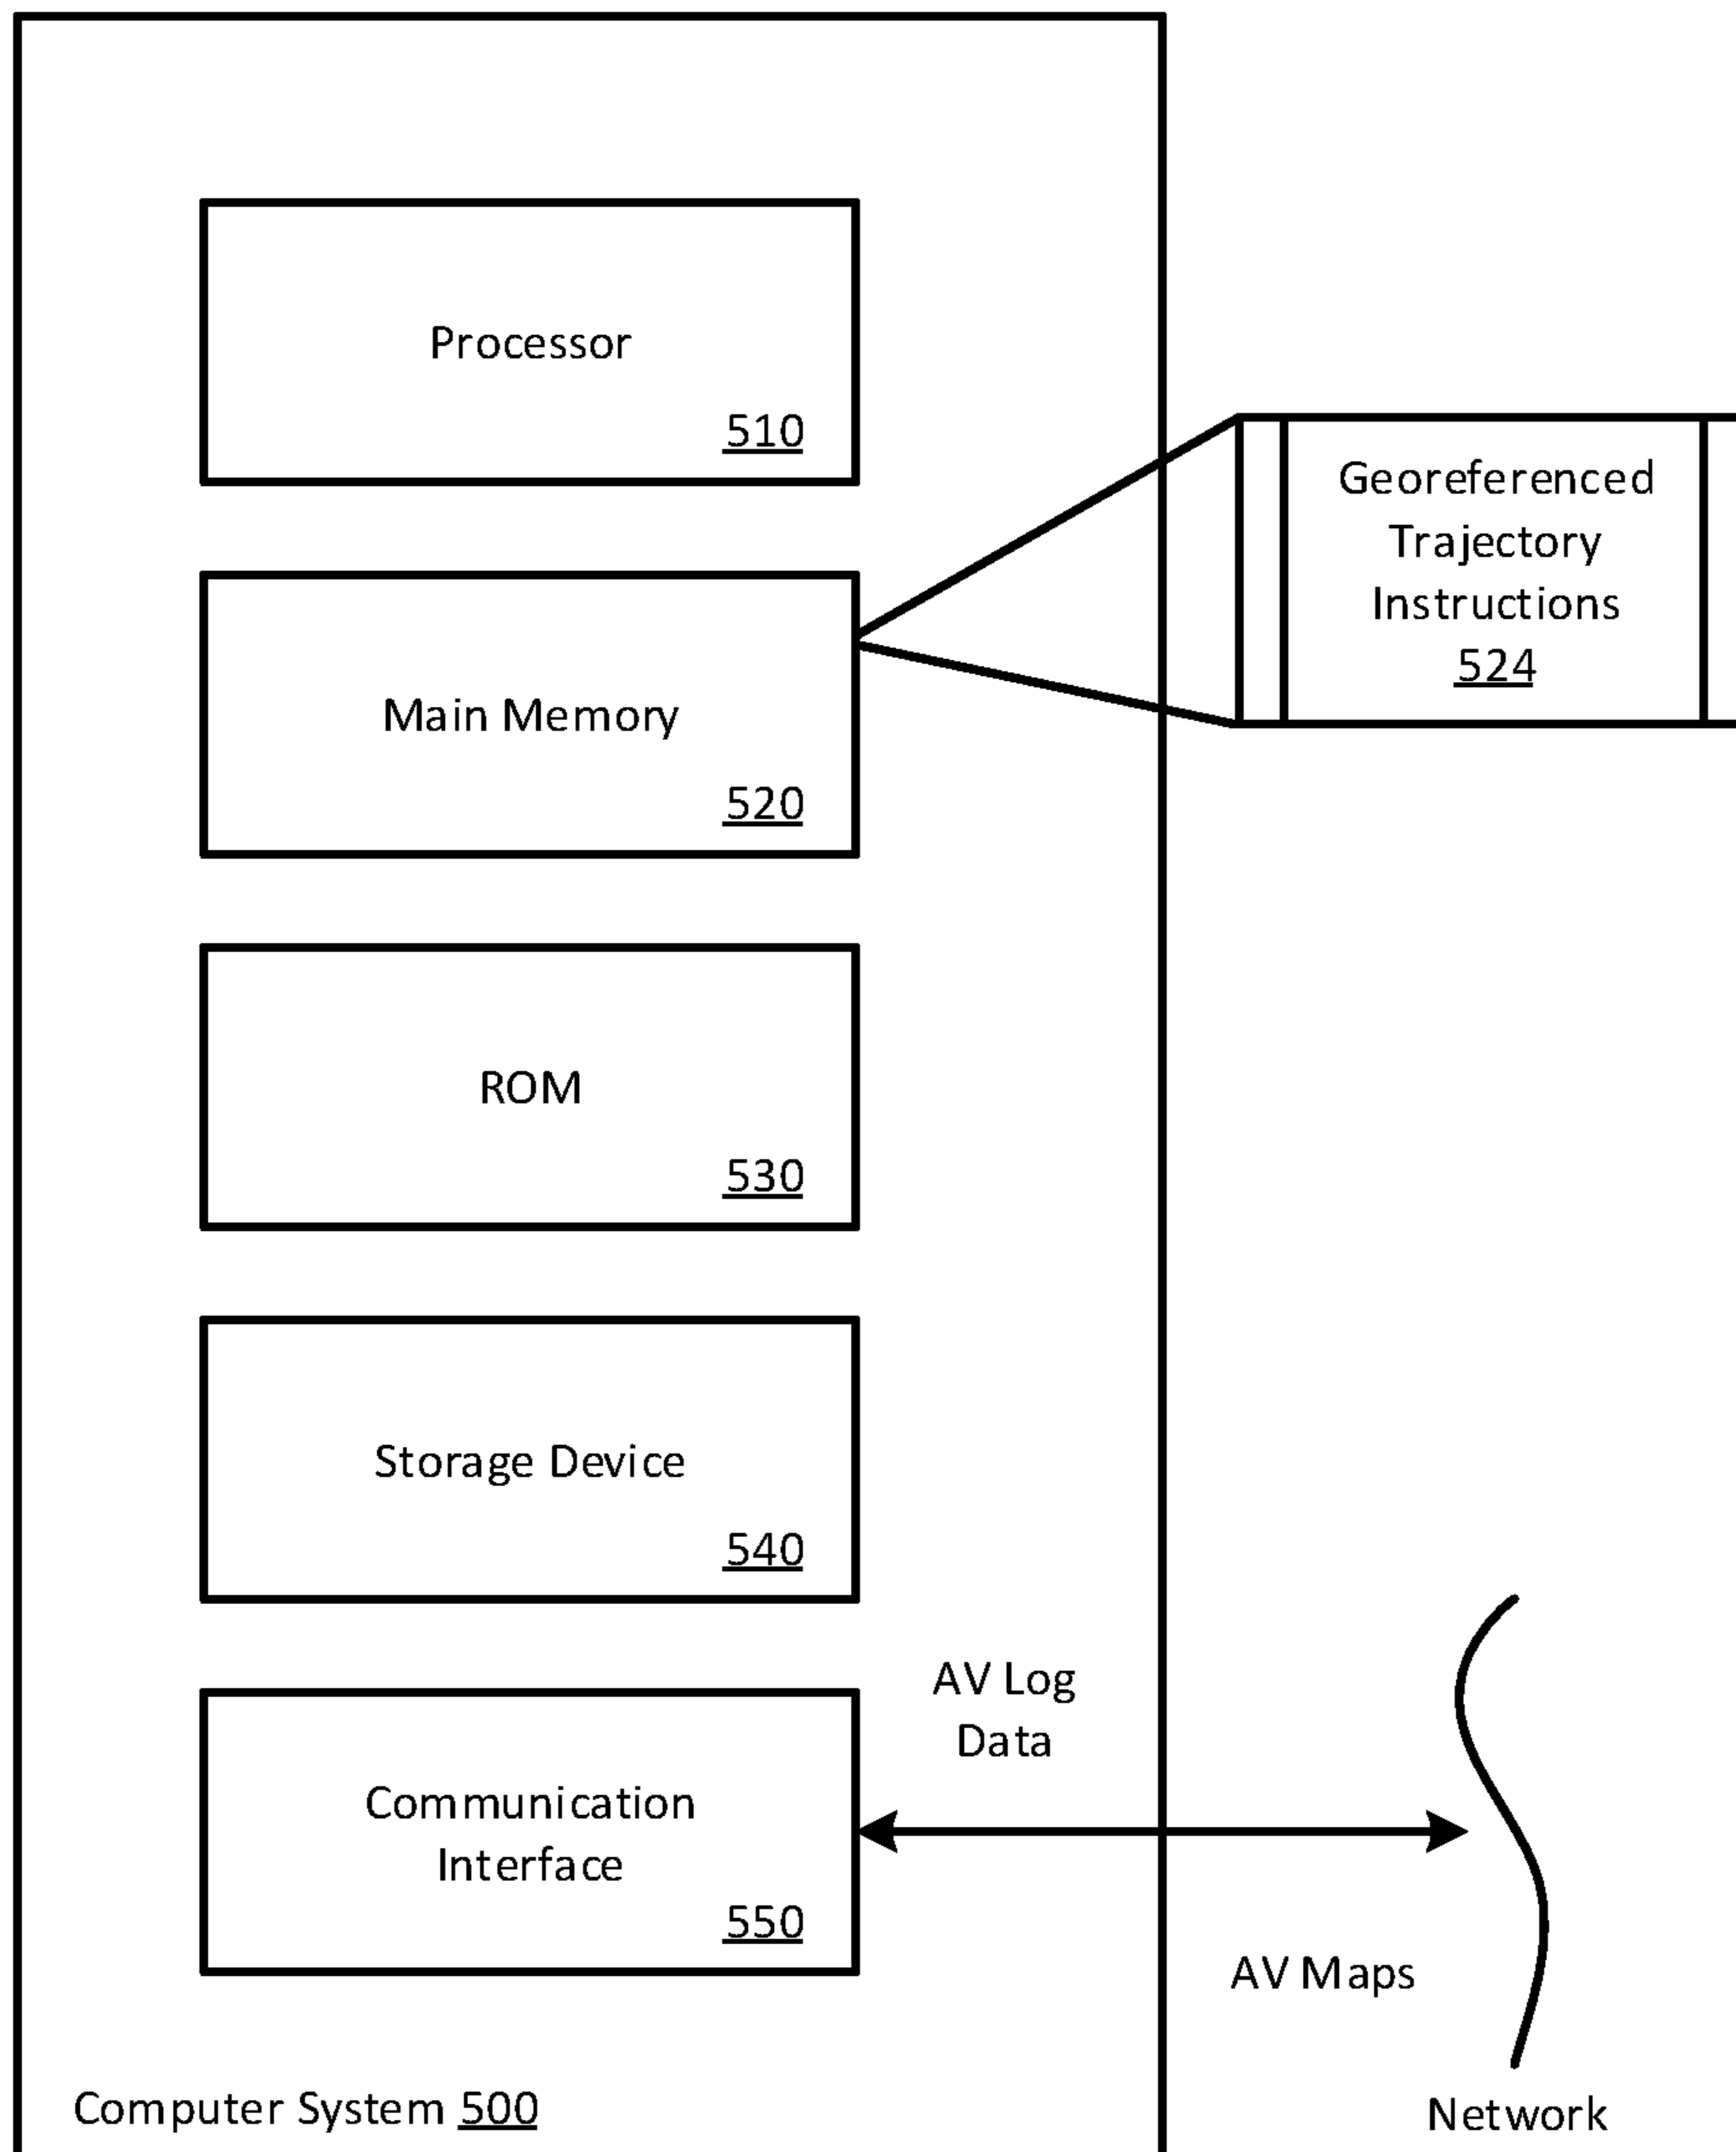 Processor
510
Georeferenced
Trajectory
Instructions
524
Main Memory
520
ROM
530
Storage Device
540
AV Log
Data
Communication
Interface
550
AV Maps
Computer System 500
Network